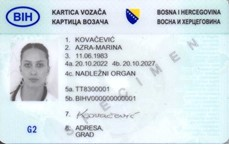 BIH
KARTICA VOZAČA
КАРТИЦА ВОЗАЧА
BOSNA I HERCEGOVINA
БОСНА И ХЕРЦЕГОВИНА
1. KOVAČEVIĆ
2. AZRA-MARINA
3. 11.06.1983
4a. 20.10.2022 4b. 20.10.2027
4c. NADLEŽNI ORGAN
5a. TT8300001
5b. BIHV00000000001
7. Kovačević
8. ADRESA,
GRAD
G2
SPECIMEN